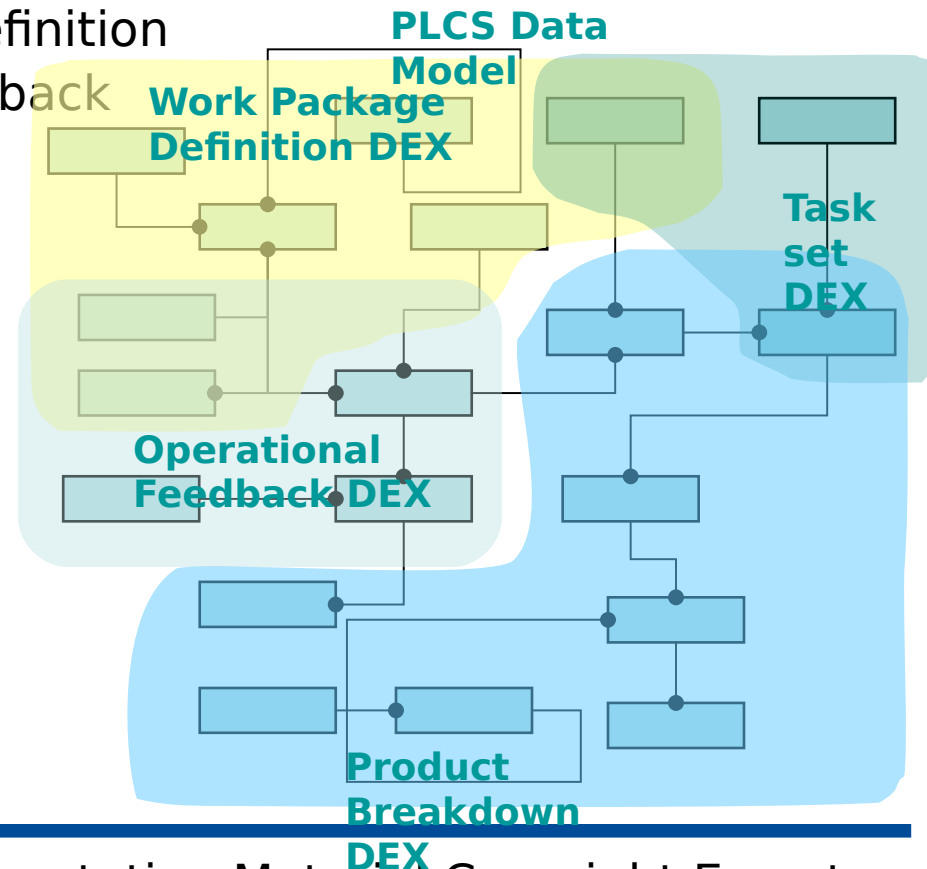 efinition
PLCS Data
Model
back
Work Package
Definition DEX
Task
set
DEX
Operational
Feedback DEX
Product
Breakdown
DEX